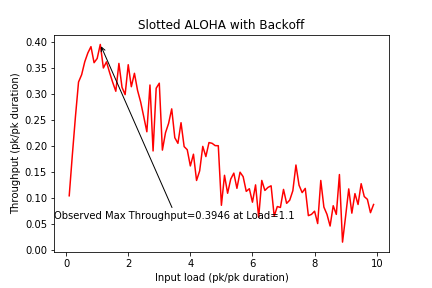 Slotted ALOHA with Backoff
Throughput (pk/pk duration)
0.40
0.35
0.30
0.25
0.20
0.15
0.10
0.05
0.00
Observed Max Throughput=0.3946 at Load=1.1
0 2 4 6 8 10
Input load (pk/pk duration)